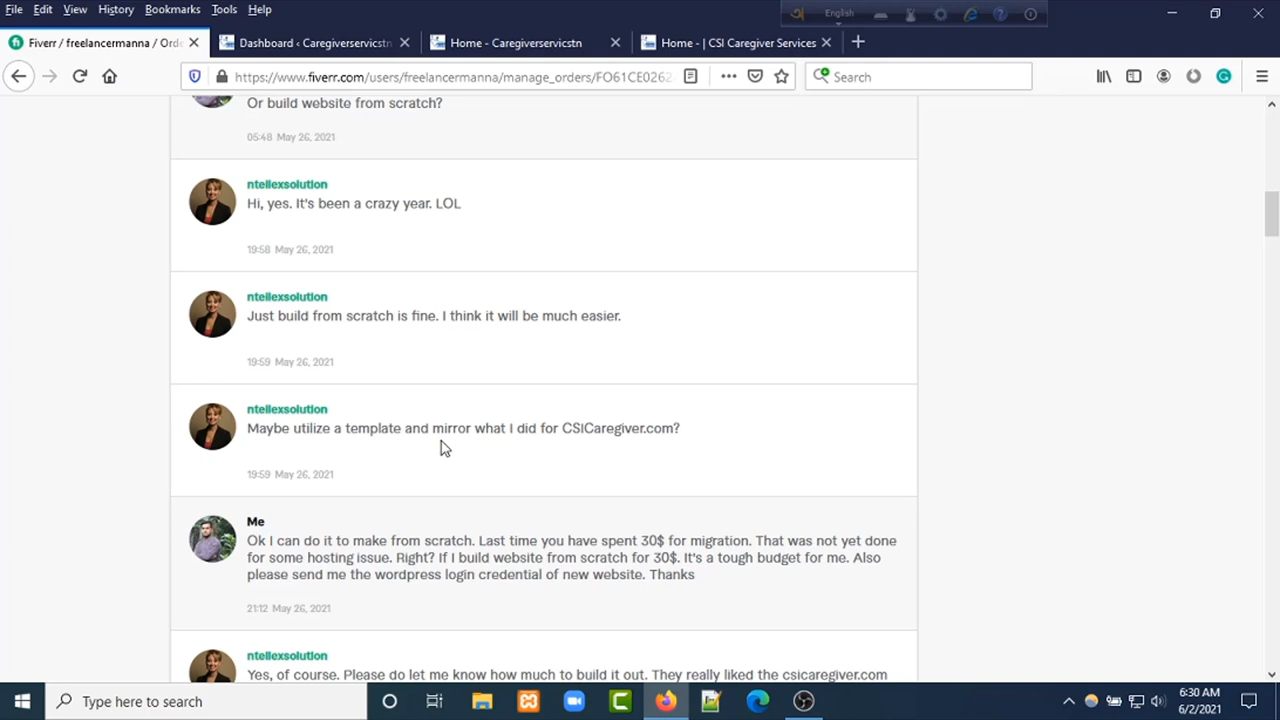 File Edit View History Bookmarks Tools Help
English
Fiverr / freelancermanna / Orde
Dashboard ‹ Caregiverservicstn
Home - Caregiverservicstn
Home - | CSI Caregiver Services
https://www.fiverr.com/users/freelancermanna/manage_orders/FO61CE0262
Search
Or build website from scratch?
05:48 May 26, 2021
ntellexsolution
Hi, yes. It's been a crazy year. LOL
19:58 May 26, 2021
ntellexsolution
Just build from scratch is fine. I think it will be much easier.
19:59 May 26, 2021
ntellexsolution
Maybe utilize a template and mirror what I did for CSICaregiver.com?
19:59 May 26, 2021
Me
Ok I can do it to make from scratch. Last time you have spent 30$ for migration. That was not yet done
for some hosting issue. Right? If I build website from scratch for 30$. It's a tough budget for me. Also
please send me the wordpress login credential of new website. Thanks
21:12 May 26, 2021
ntellexsolution
Yes, of course. Please do let me know how much to build it out. They really liked the csicaregiver.com
Type here to search
6:30 AM
6/2/2021